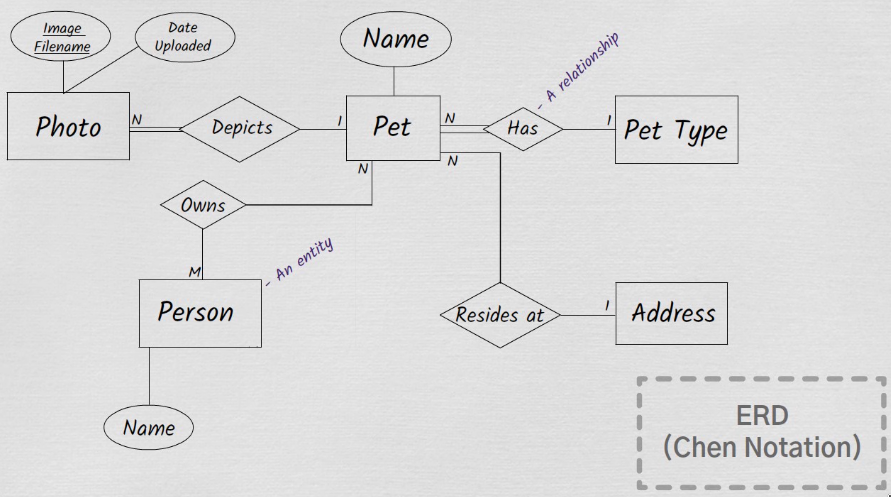 Image
Filename
Date
Uploaded
Name
- A relationship
Photo
N
Depicts
1
Pet
N
Has
1
Pet Type
N
N
Owns
M
- An entity
Person
Resides at
1
Address
Name
ERD
(Chen Notation)